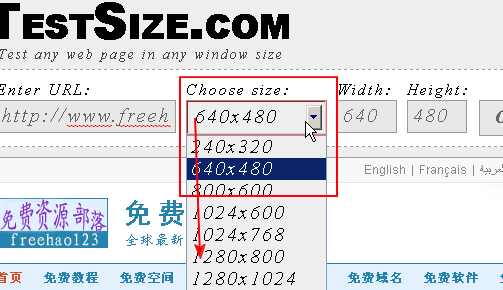 TestSize.com
Test any web page in any window size
Enter URL: Choose size: Width: Height:
http://www.freeh 640x480 640 480
240x320
640x480
800x600
1024x600
1024x768
1280x800
1280x1024
English | Français |
免费资源部落
freehao123
免费
全球最新
首页 免费教程 免费空间 免费域名 免费软件